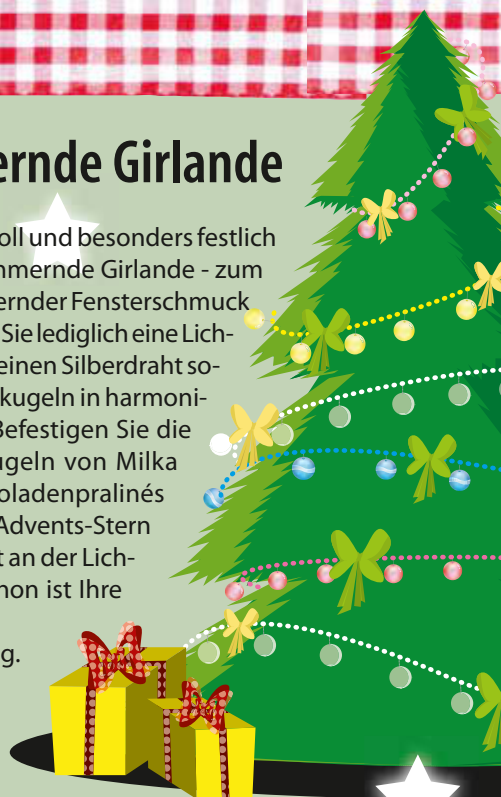 ernde Girlande
oll und besonders festlich
mmernde Girlande - zum
ernder Fensterschmuck
Sie lediglich eine Lich-
einen Silberdraht so-
kugeln in harmoni-
Befestigen Sie die
ugeln von Milka
oladenpralinés
Advents-Stern
t an der Lich-
hon ist Ihre
g.